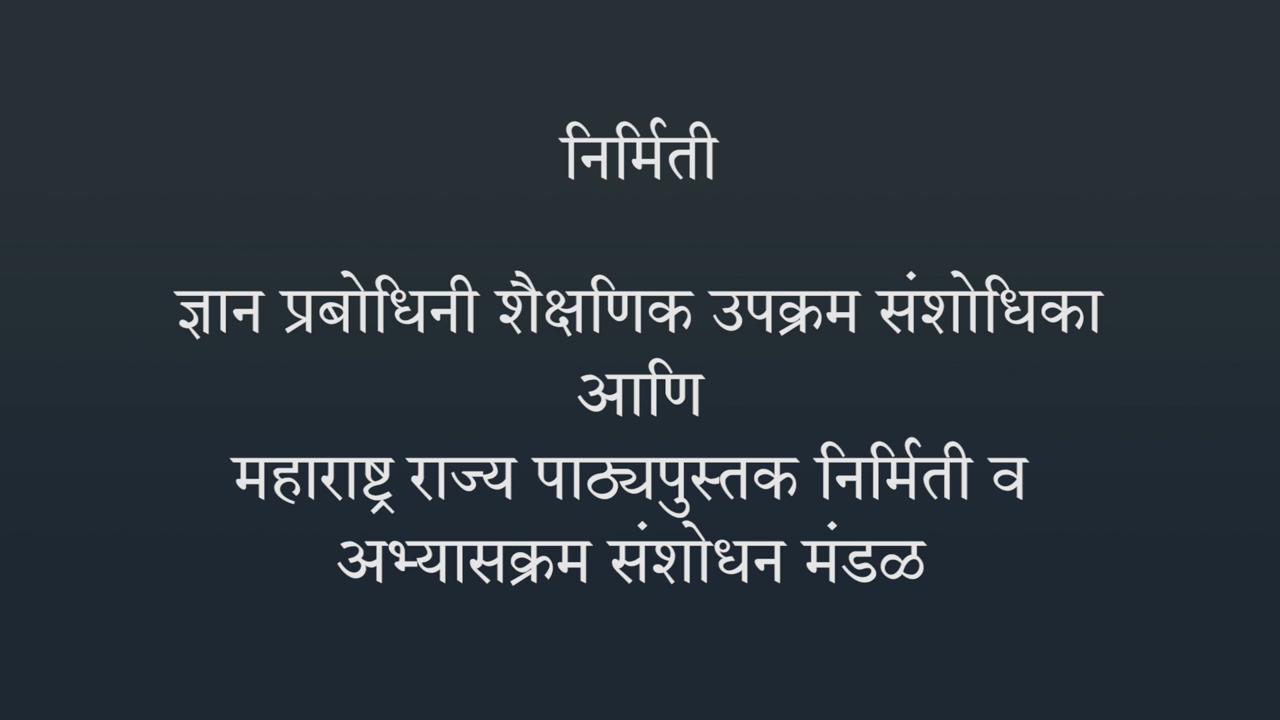 निर्मिती
ज्ञान प्रबोधिनी शैक्षणिक उपक्रम संशोधिका
आणि
महाराष्ट्र राज्य पाठ्यपुस्तक निर्मिती व
अभ्यासक्रम संशोधन मंडळ